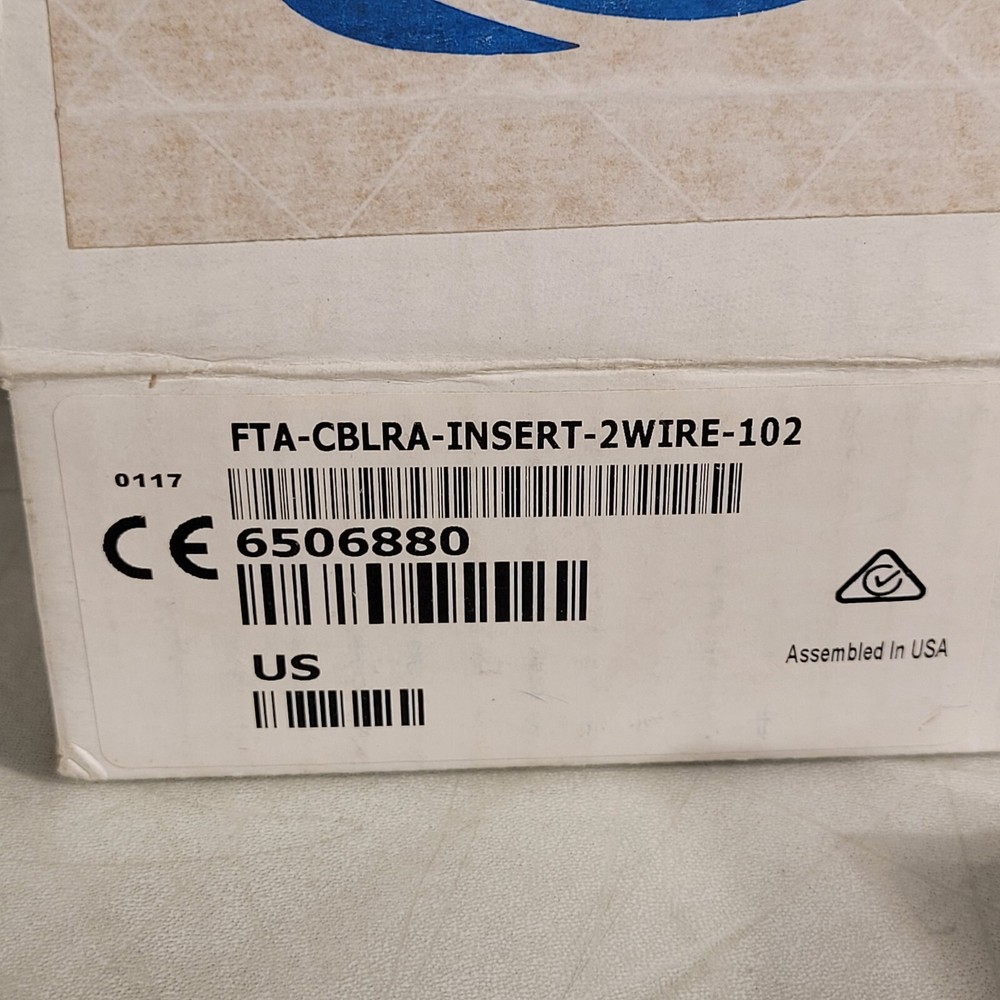 FTA-CBLRA-INSERT-2WIRE-102
0117
CE
6506880
US
Assembled In USA